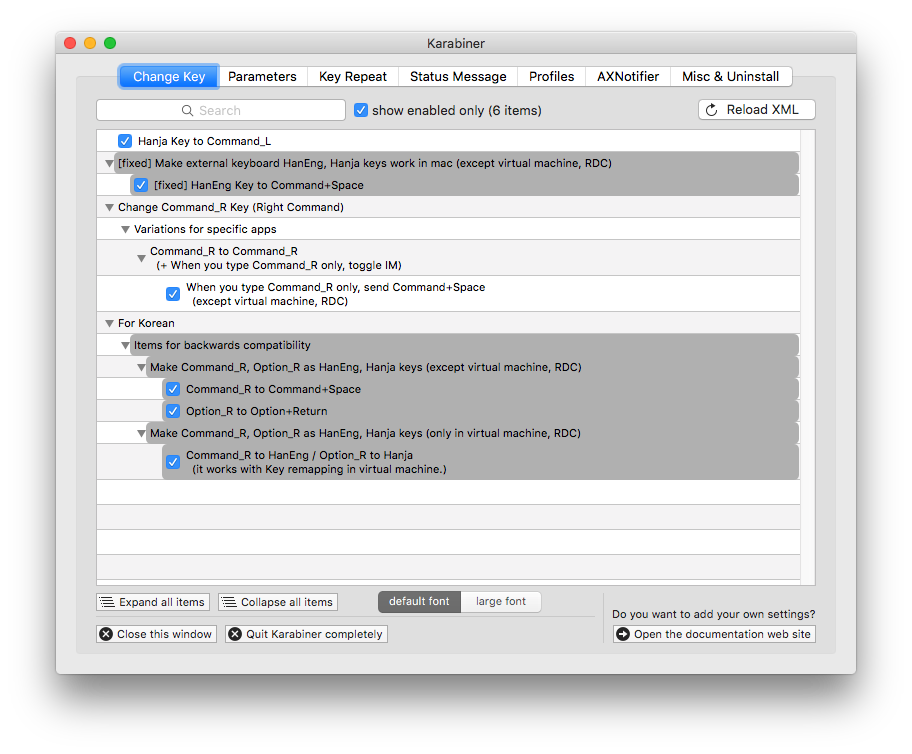 Karabiner
Change Key Parameters Key Repeat Status Message Profiles AXNotifier Misc & Uninstall
Search show enabled only (6 items) Reload XML
Hanja Key to Command_L
[fixed] Make external keyboard HanEng, Hanja keys work in mac (except virtual machine, RDC)
[fixed] HanEng Key to Command+Space
Change Command_R Key (Right Command)
Variations for specific apps
Command_R to Command_R
(+ When you type Command_R only, toggle IM)
When you type Command_R only, send Command+Space
(except virtual machine, RDC)
For Korean
Items for backwards compatibility
Make Command_R, Option_R as HanEng, Hanja keys (except virtual machine, RDC)
Command_R to Command+Space
Option_R to Option+Return
Make Command_R, Option_R as HanEng, Hanja keys (only in virtual machine, RDC)
Command_R to HanEng / Option_R to Hanja
(it works with Key remapping in virtual machine.)
Expand all items Collapse all items default font large font
Do you want to add your own settings?
Close this window Quit Karabiner completely Open the documentation web site